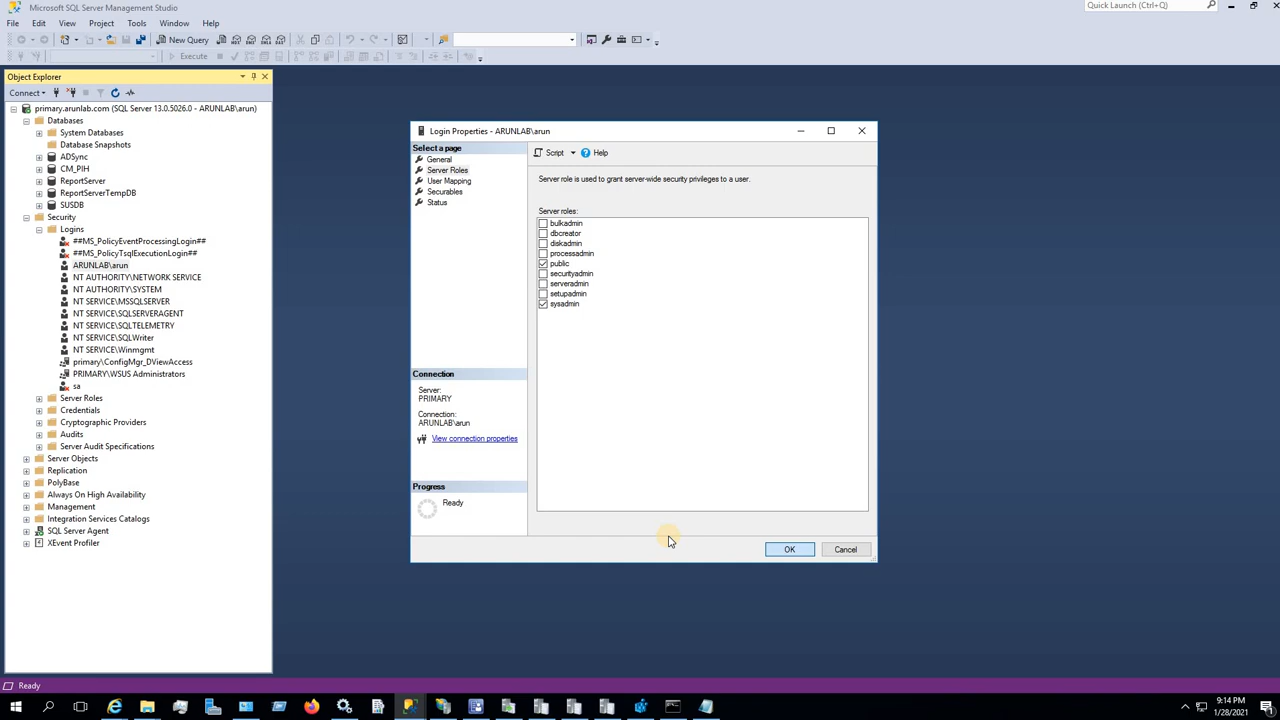 Microsoft SQL Server Management Studio
Quick Launch (Ctrl+Q)
File Edit View Project Tools Window Help
New Query
Execute
Object Explorer
Connect
primary.arunlab.com (SQL Server 13.0.5026.0 - ARUNLAB\arun)
Databases
System Databases
Database Snapshots
ADSync
CM_PIH
ReportServer
ReportServerTempDB
SUSDB
Security
Logins
##MS_PolicyEventProcessingLogin##
##MS_PolicyTsqlExecutionLogin##
ARUNLAB\arun
NT AUTHORITY\NETWORK SERVICE
NT AUTHORITY\SYSTEM
NT SERVICE\MSSQLSERVER
NT SERVICE\SQLSERVERAGENT
NT SERVICE\SQLTELEMETRY
NT SERVICE\SQLWriter
NT SERVICE\Winmgmt
primary\ConfigMgr_DViewAccess
PRIMARY\WSUS Administrators
sa
Server Roles
Credentials
Cryptographic Providers
Audits
Server Audit Specifications
Server Objects
Replication
PolyBase
Always On High Availability
Management
Integration Services Catalogs
SQL Server Agent
XEvent Profiler
Login Properties - ARUNLAB\arun
Select a page
General
Server Roles
User Mapping
Securables
Status
Connection
Server:
PRIMARY
Connection:
ARUNLAB\arun
View connection properties
Progress
Ready
Script Help
Server role is used to grant server-wide security privileges to a user.
Server roles:
bulkadmin
dbcreator
diskadmin
processadmin
public
securityadmin
serveradmin
setupadmin
sysadmin
OK Cancel
Ready
9:14 PM
1/28/2021